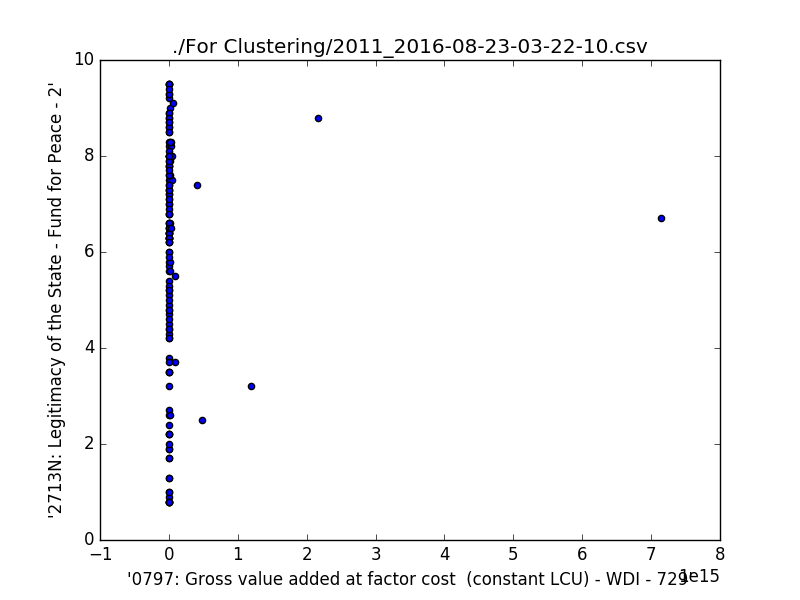 ./For Clustering/2011_2016-08-23-03-22-10.csv
10
8
6
4
2
0
'2713N: Legitimacy of the State - Fund for Peace - 2'
−1 0 1 2 3 4 5 6 7 8
1e15
'0797: Gross value added at factor cost  (constant LCU) - WDI - 729